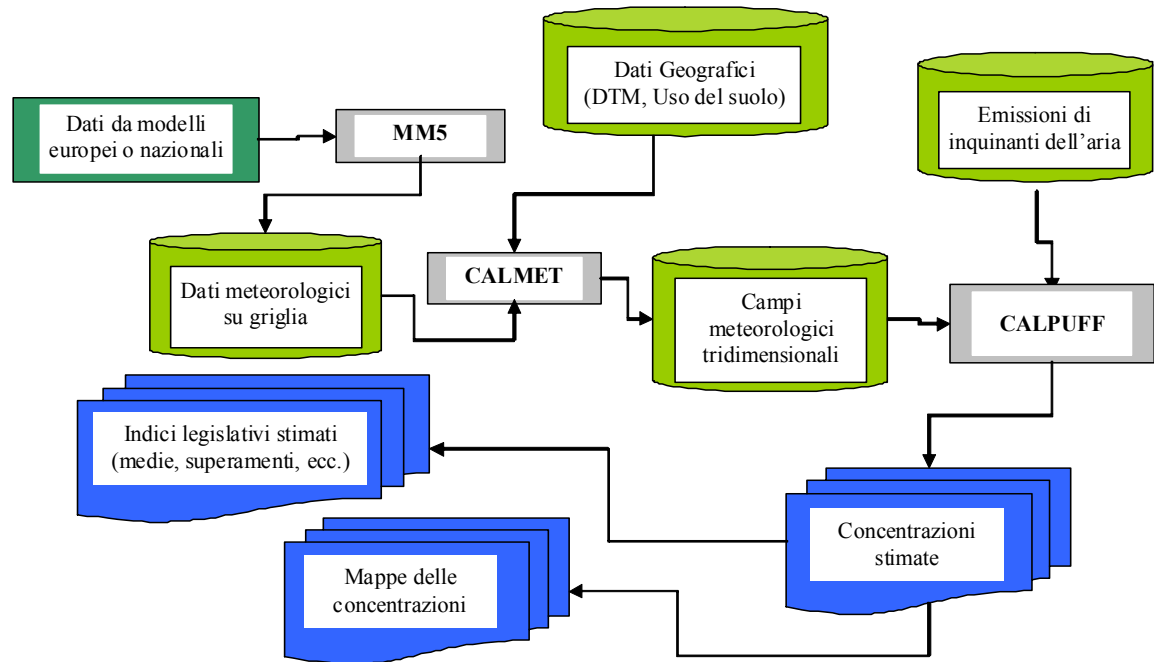 Dati Geografici
(DTM, Uso del suolo)
Emissioni di
inquinanti dell'aria
Dati da modelli
europei o nazionali
MM5
Dati meteorologici
su griglia
CALMET
Campi
meteorologici
tridimensionali
CALPUFF
Indici legislativi stimati
(medie, superamenti, ecc.)
Concentrazioni
stimate
Mappe delle
concentrazioni